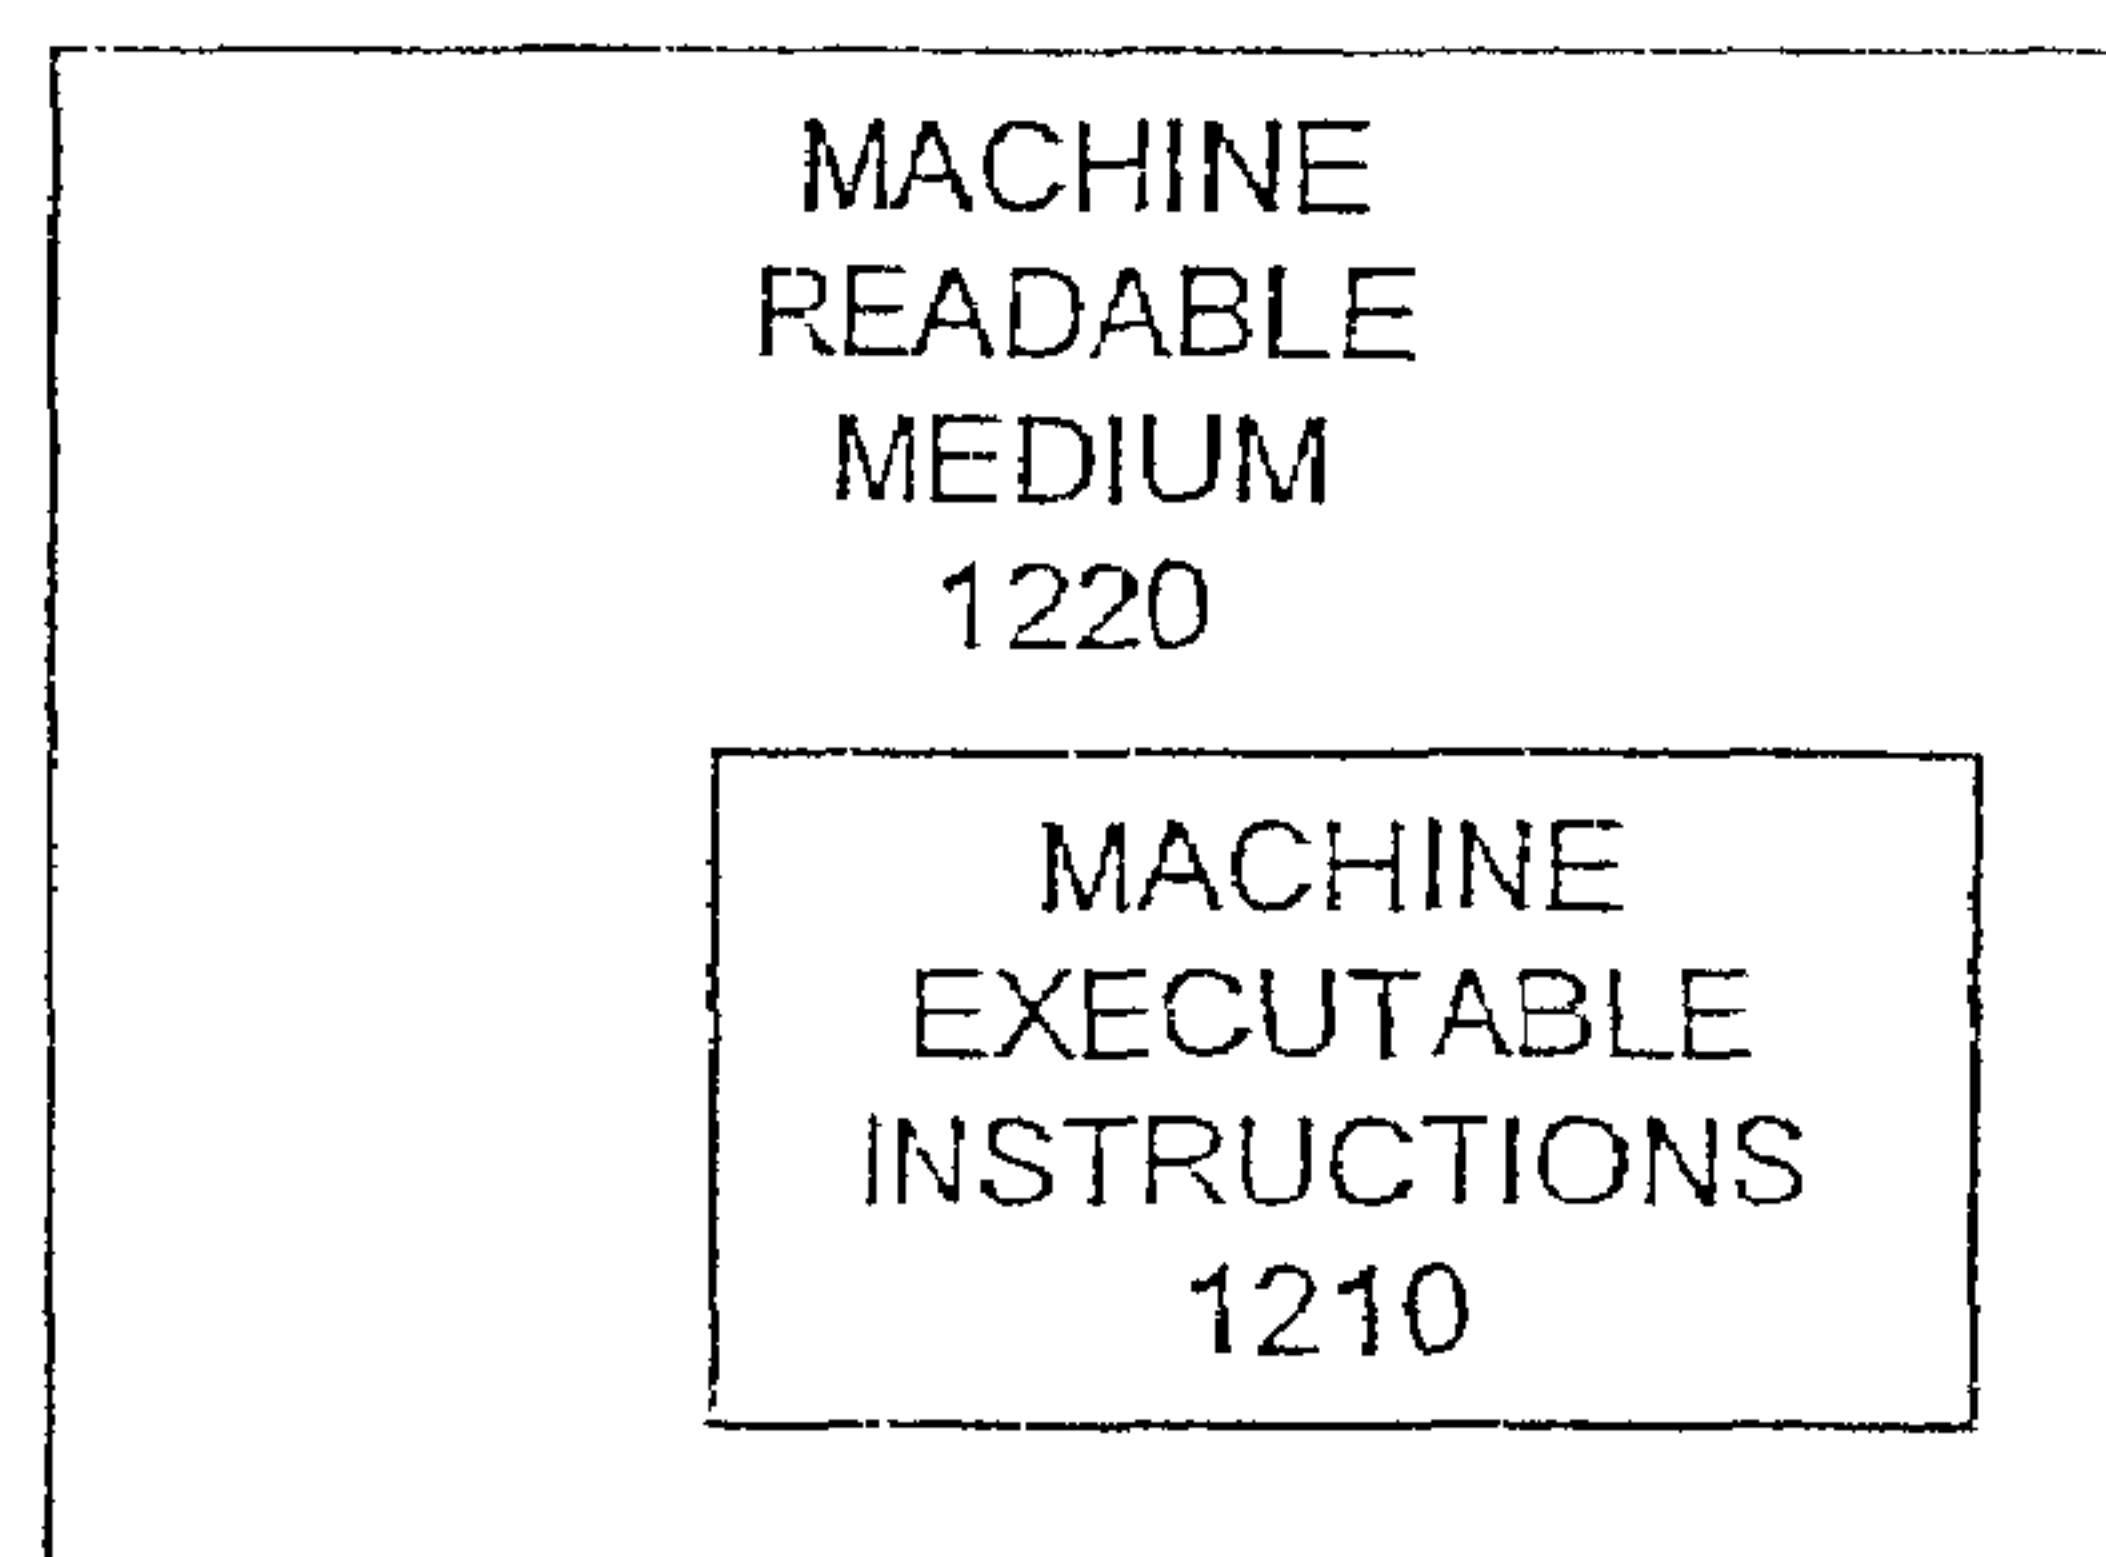 MACHINE
READABLE
MEDIUM
1220
MACHINE
EXECUTABLE
INSTRUCTIONS
1210